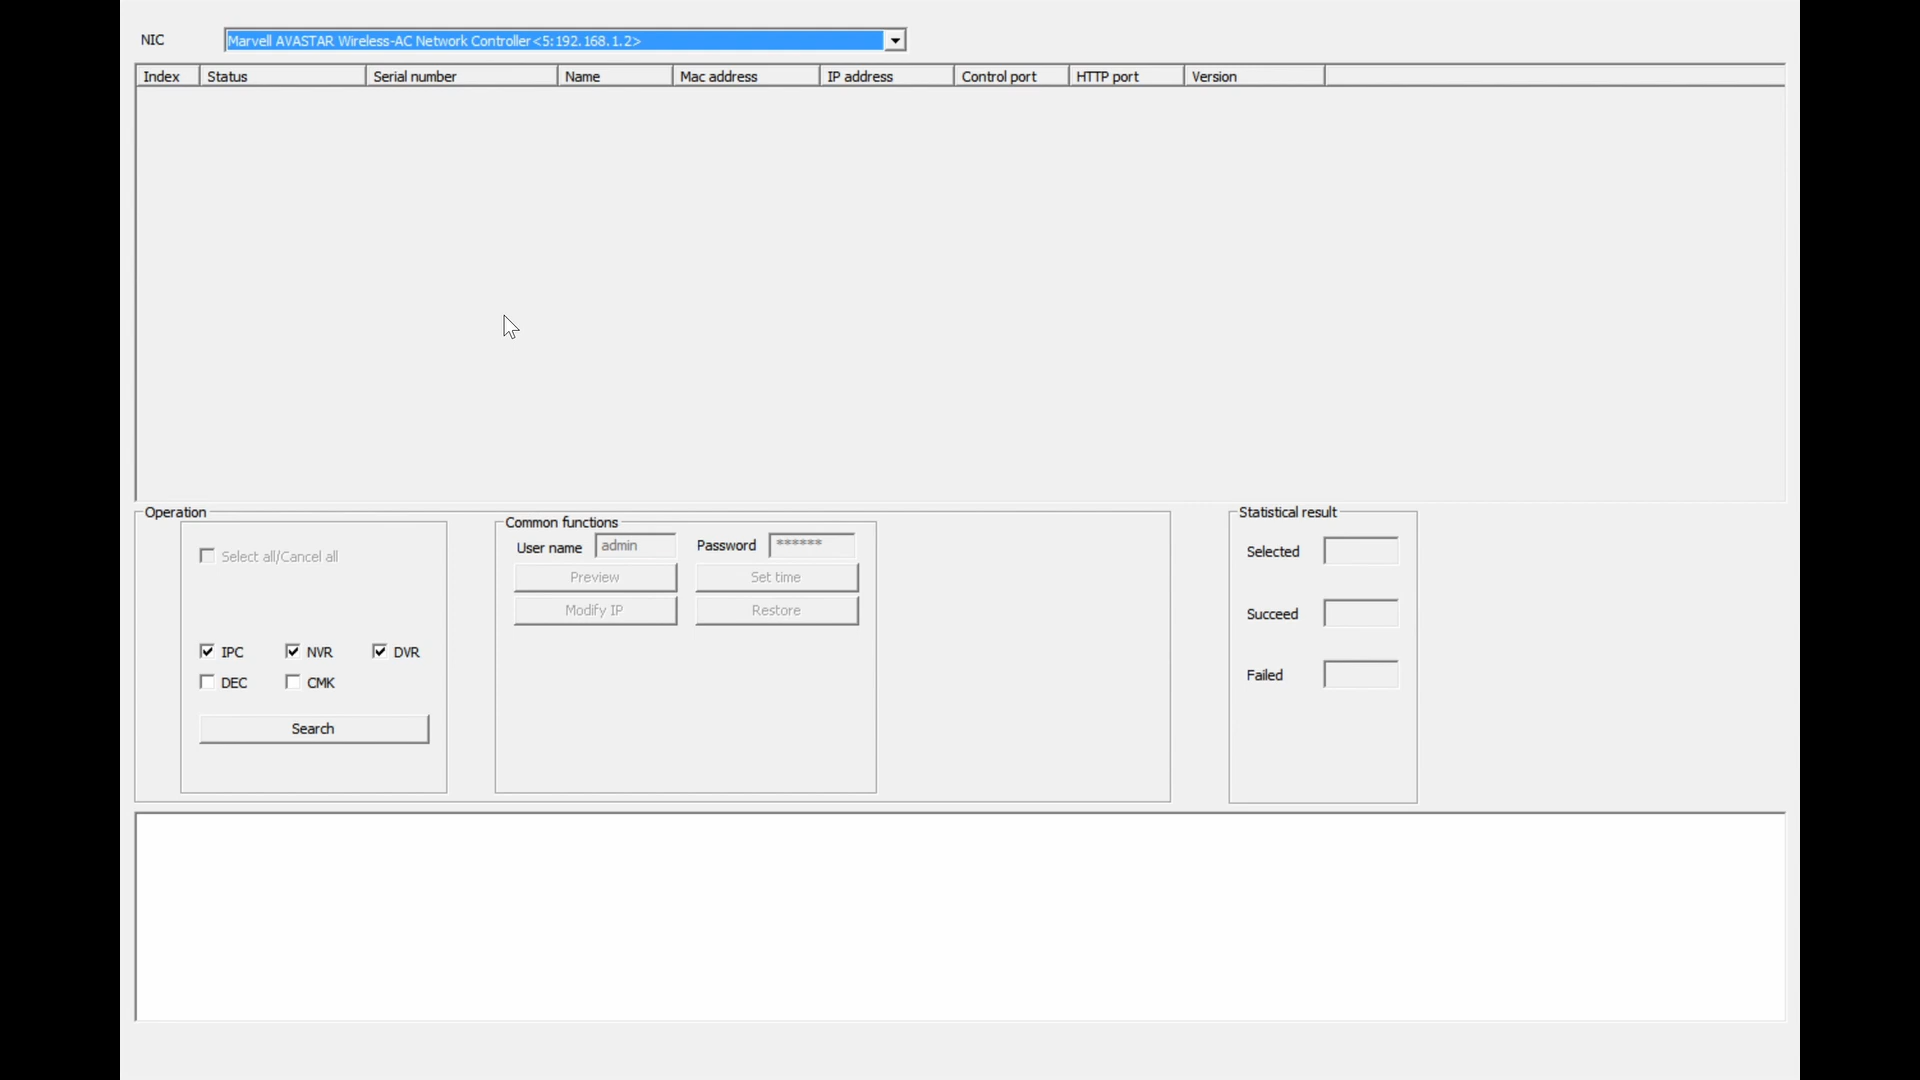 NIC Marvell AVASTAR Wireless-AC Network Controller<5:192.168.1.2>
Index Status Serial number Name Mac address IP address Control port HTTP port Version
Operation
Select all/Cancel all
IPC NVR DVR
DEC CMK
Search
Common functions
User name admin Password ******
Preview Set time
Modify IP Restore
Statistical result
Selected
Succeed
Failed